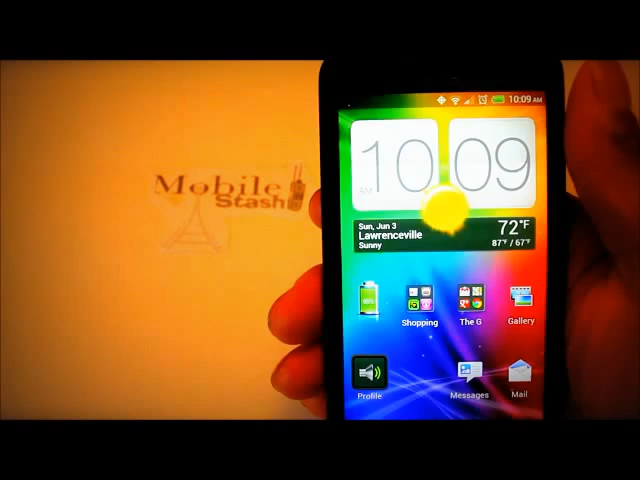 Mobile
Stash
10:09 AM
10 09
AM
Sun, Jun 3
Lawrenceville
Sunny
72°F
87°F / 67°F
Shopping
The G
Gallery
Profile
Messages
Mail